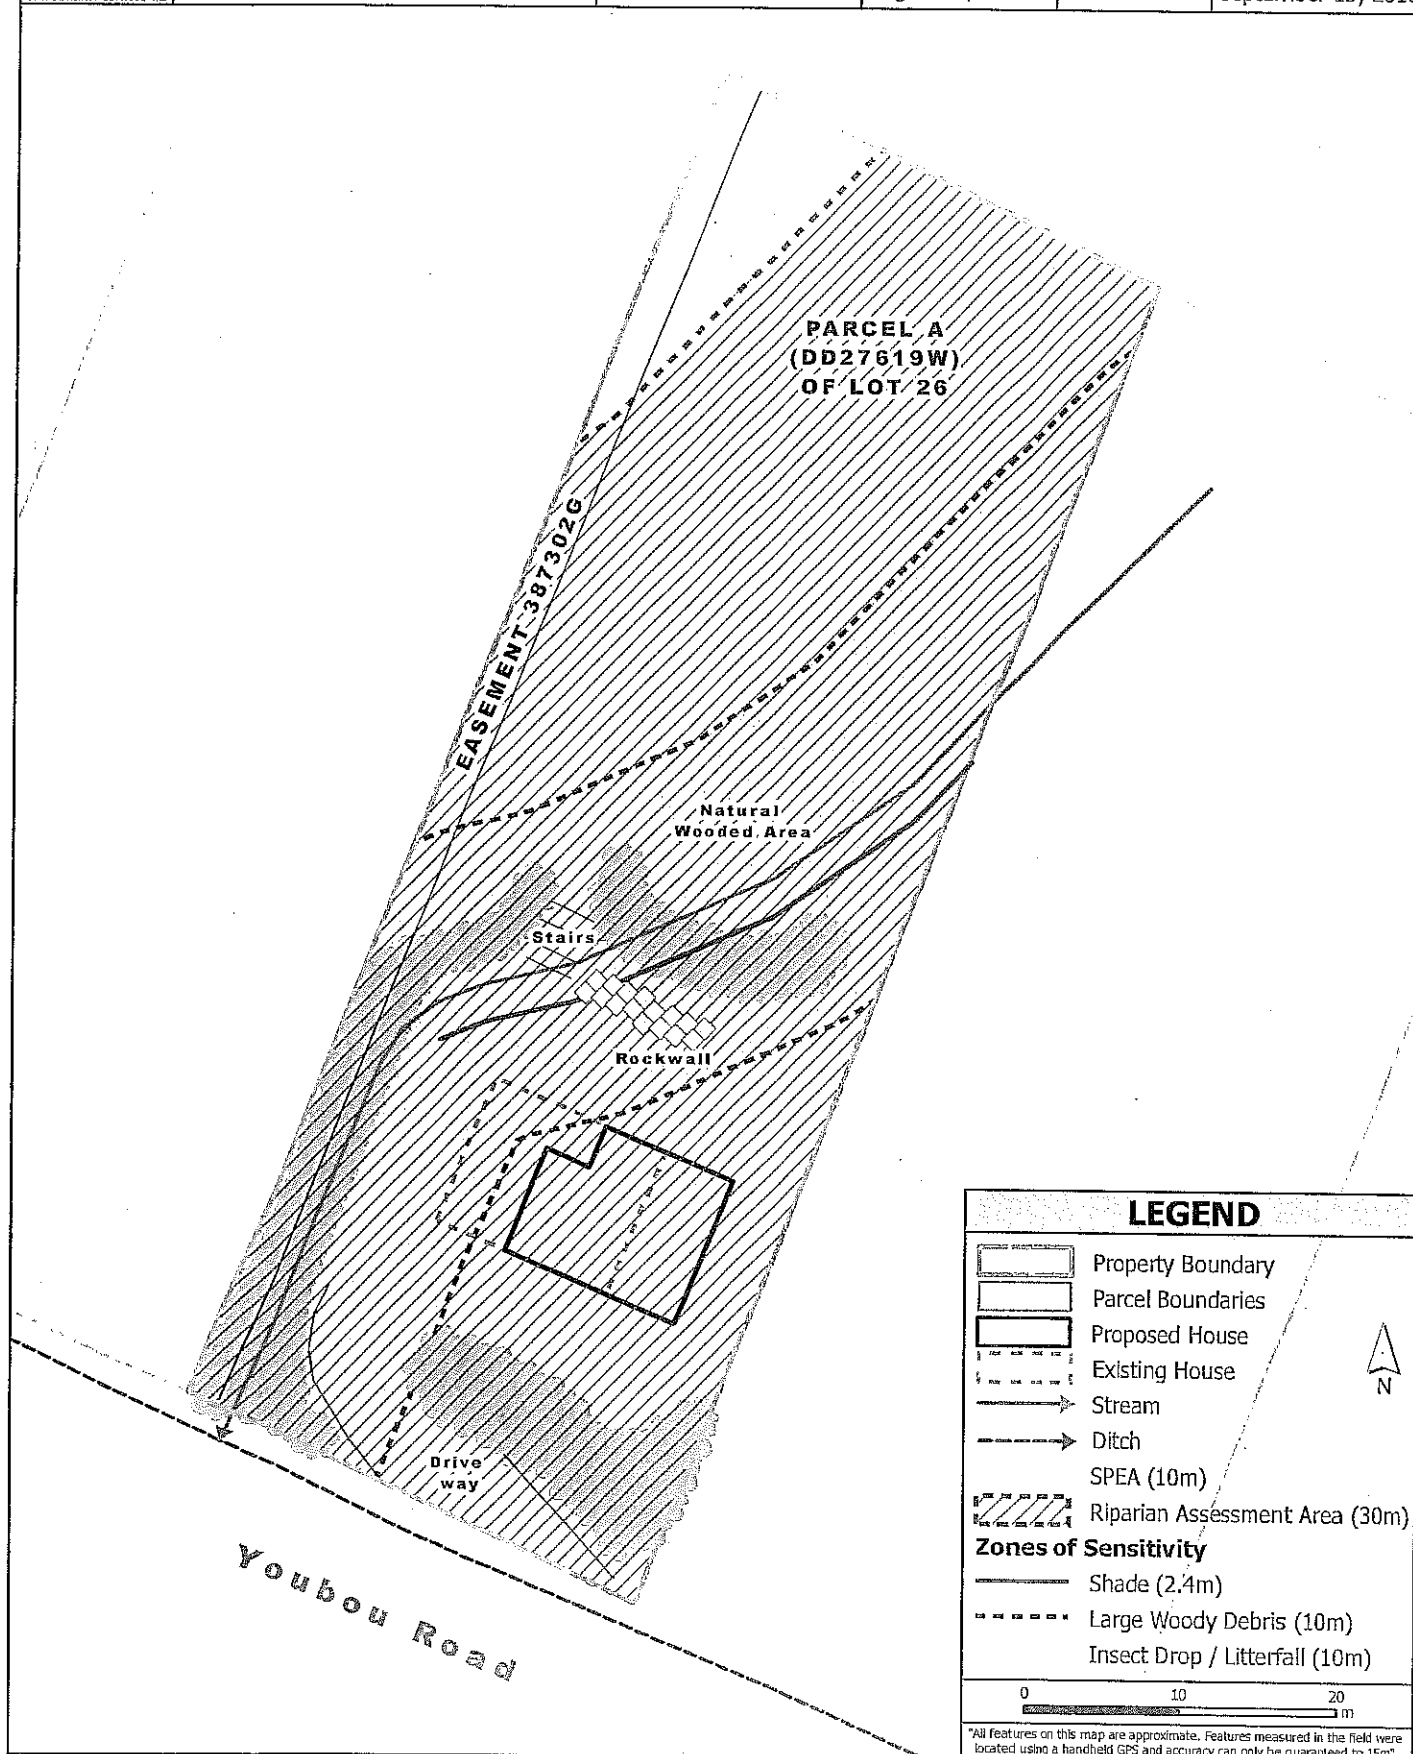 PARCEL A
(DD27619W)
OF LOT 26
EASEMENT 387302G
Natural
Wooded Area
Stairs
Rockwall
Drive
way
Youbou Road
LEGEND
Property Boundary
Parcel Boundaries
Proposed House
Existing House
Stream
Ditch
SPEA (10m)
Riparian Assessment Area (30m)
Zones of Sensitivity
Shade (2.4m)
Large Woody Debris (10m)
Insect Drop / Litterfall (10m)
N
0 10 20
m
"All features on this map are approximate. Features measured in the field were
located using a handheld GPS and accuracy can only be guaranteed to 15m"